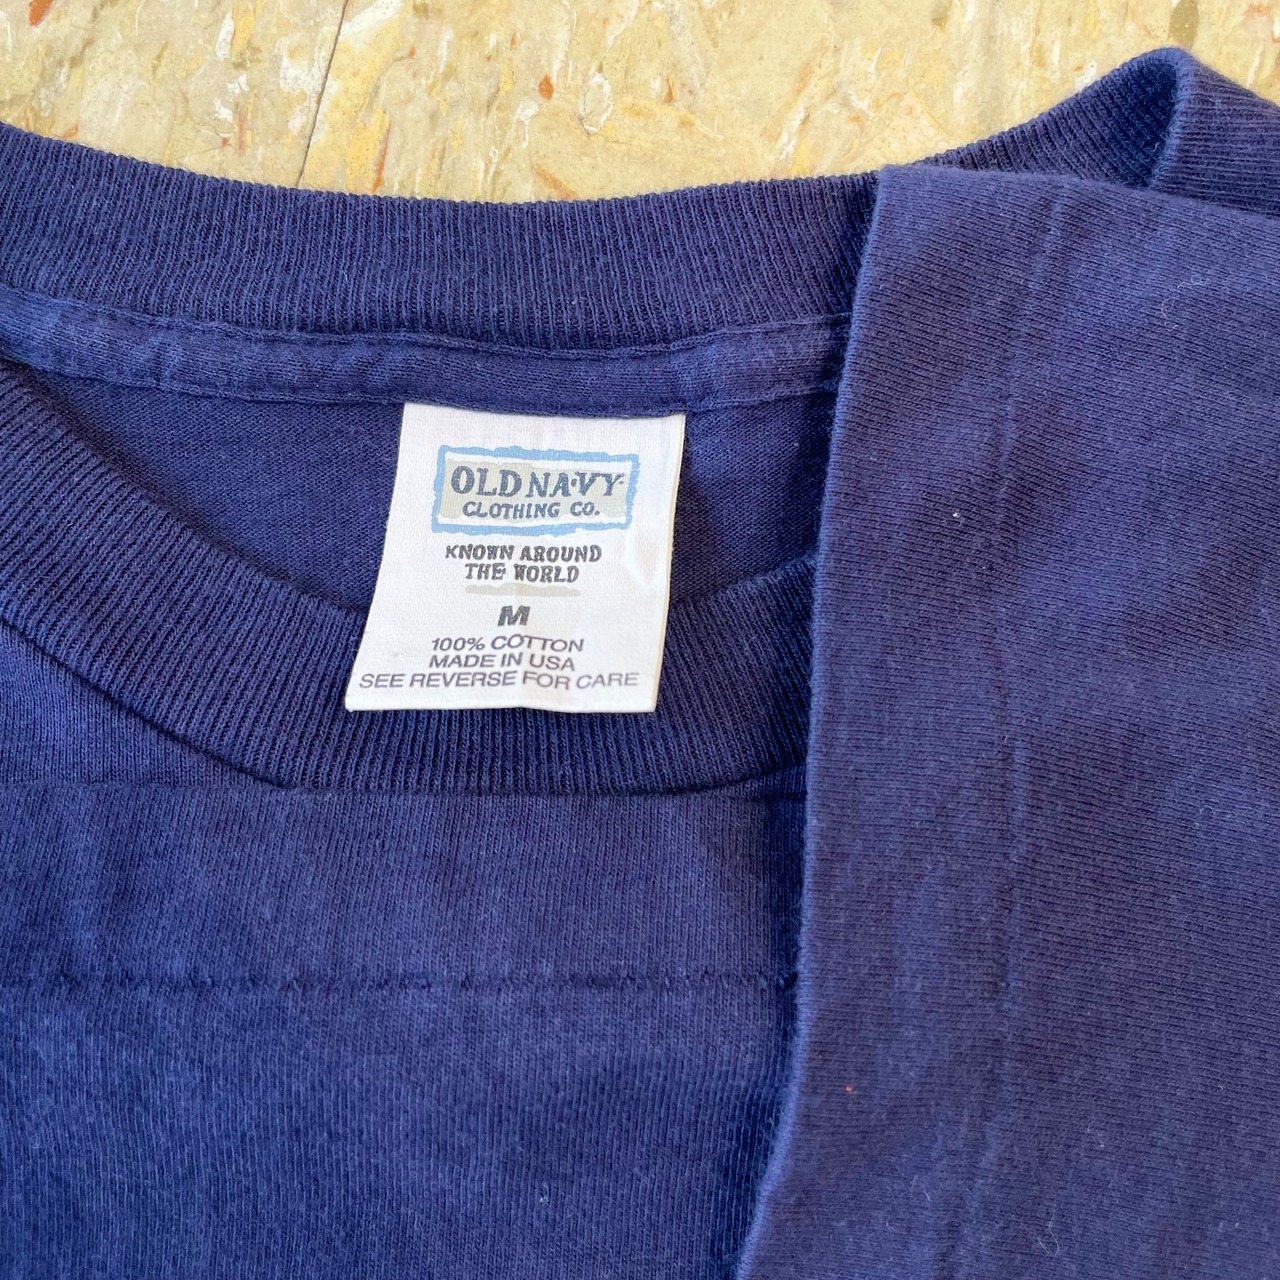 OLD NAVY
CLOTHING CO.
KNOWN AROUND
THE WORLD
M
100% COTTON
MADE IN USA
SEE REVERSE FOR CARE